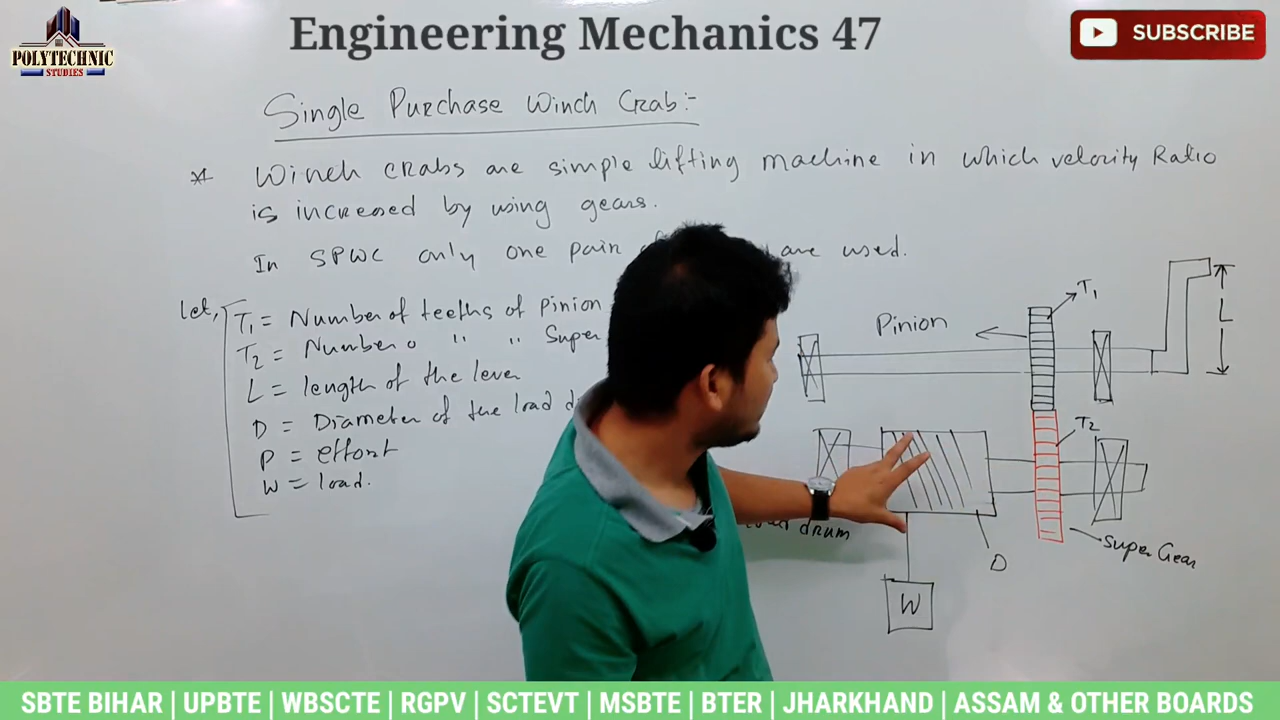 Engineering Mechanics 47
POLYTECHNIC
STUDIES
SUBSCRIBE
Single Purchase Winch Crab:-
* Winch crabs are simple lifting machine in which velocity Ratio
is increased by using gears.
In SPWC only one pair are used.
let,
T1 = Number of teeths of Pinion
T2 = Number " " Super
L = length of the lever
D = Diameter of the load
P = effort
W = load.
Pinion
T1
L
T2
drum
D
Super Gear
W
SBTE BIHAR | UPBTE | WBSCTE | RGPV | SCTEVT | MSBTE | BTER | JHARKHAND | ASSAM & OTHER BOARDS